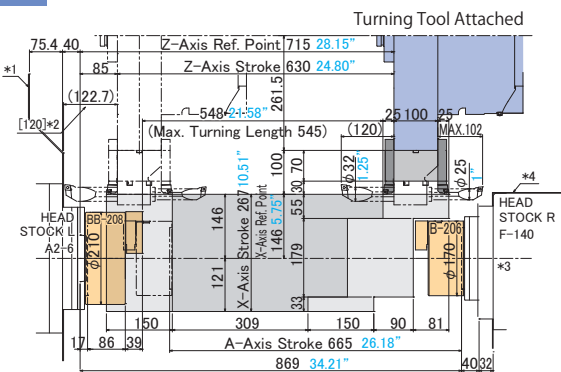 Turning Tool Attached
75.4 40 Z-Axis Ref. Point 715 28.15”
85 Z-Axis Stroke 630 24.80”
*1
(122.7)
261.5
548 21.58” 25 100 25
[120]*2
(Max. Turning Length 545) (120) MAX.102
100
70
30
φ32
1.25”
φ25
1”
*4
HEAD
STOCK L
A2-6
BB-208
φ210
146
121
X-Axis Stroke 267 10.51”
X-Axis Ref. Point
146 5.75”
55
179
33
B-206
φ170
HEAD
STOCK R
F-140
*3
150 309 150 90 81
17 86 39 A-Axis Stroke 665 26.18”
869 34.21” 40 32